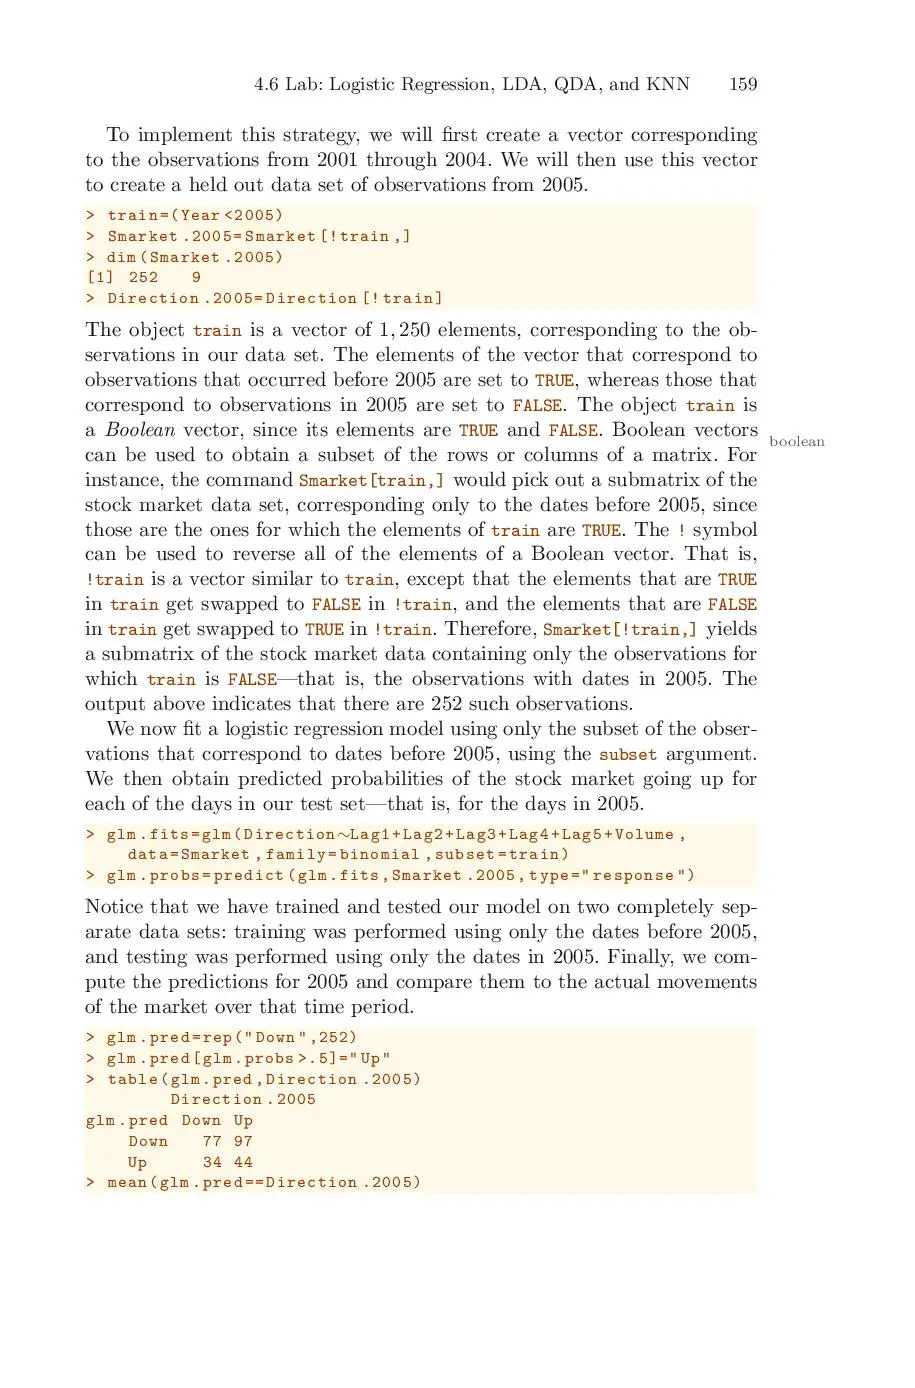 4.6 Lab: Logistic Regression, LDA, QDA, and KNN 159
To implement this strategy, we will first create a vector corresponding
to the observations from 2001 through 2004. We will then use this vector
to create a held out data set of observations from 2005.
> train=(Year<2005)
> Smarket.2005=Smarket[!train,]
> dim(Smarket.2005)
[1] 252 9
> Direction.2005=Direction[!train]
The object train is a vector of 1,250 elements, corresponding to the ob-
servations in our data set. The elements of the vector that correspond to
observations that occurred before 2005 are set to TRUE, whereas those that
correspond to observations in 2005 are set to FALSE. The object train is
a Boolean vector, since its elements are TRUE and FALSE. Boolean vectors
boolean
can be used to obtain a subset of the rows or columns of a matrix. For
instance, the command Smarket[train,] would pick out a submatrix of the
stock market data set, corresponding only to the dates before 2005, since
those are the ones for which the elements of train are TRUE. The ! symbol
can be used to reverse all of the elements of a Boolean vector. That is,
!train is a vector similar to train, except that the elements that are TRUE
in train get swapped to FALSE in !train, and the elements that are FALSE
in train get swapped to TRUE in !train. Therefore, Smarket[!train,] yields
a submatrix of the stock market data containing only the observations for
which train is FALSE—that is, the observations with dates in 2005. The
output above indicates that there are 252 such observations.
We now fit a logistic regression model using only the subset of the obser-
vations that correspond to dates before 2005, using the subset argument.
We then obtain predicted probabilities of the stock market going up for
each of the days in our test set—that is, for the days in 2005.
> glm.fits=glm(Direction∼Lag1+Lag2+Lag3+Lag4+Lag5+Volume,
data=Smarket,family=binomial,subset=train)
> glm.probs=predict(glm.fits,Smarket.2005,type="response")
Notice that we have trained and tested our model on two completely sep-
arate data sets: training was performed using only the dates before 2005,
and testing was performed using only the dates in 2005. Finally, we com-
pute the predictions for 2005 and compare them to the actual movements
of the market over that time period.
> glm.pred=rep("Down",252)
> glm.pred[glm.probs>.5]="Up"
> table(glm.pred,Direction.2005)
Direction.2005
glm.pred Down Up
Down 77 97
Up 34 44
> mean(glm.pred==Direction.2005)